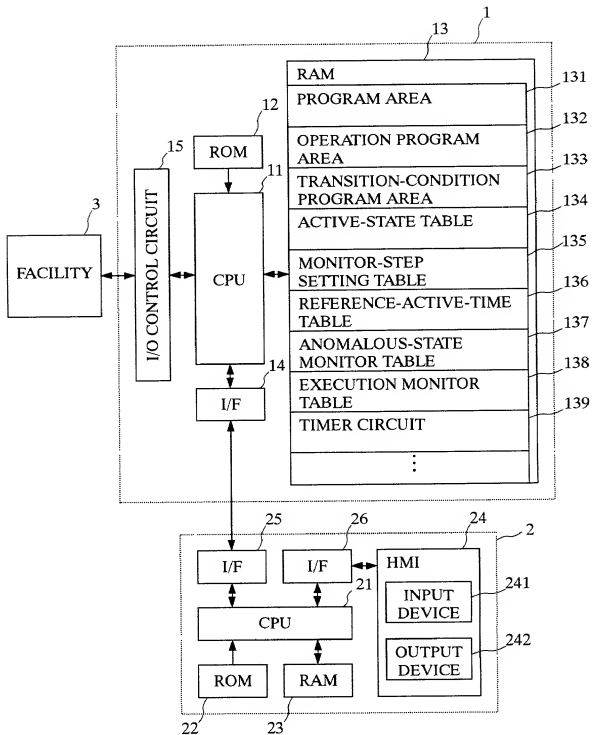 1
13
RAM
131
PROGRAM AREA
132
OPERATION PROGRAM
AREA
133
TRANSITION-CONDITION
PROGRAM AREA
134
ACTIVE-STATE TABLE
135
MONITOR-STEP
SETTING TABLE
136
REFERENCE-ACTIVE-TIME
TABLE
137
ANOMALOUS-STATE
MONITOR TABLE
138
EXECUTION MONITOR
TABLE
139
TIMER CIRCUIT
12
ROM
15
11
I/O CONTROL CIRCUIT
CPU
3
FACILITY
14
I/F
25
26
24
2
I/F
I/F
HMI
21
CPU
241
INPUT
DEVICE
242
OUTPUT
DEVICE
ROM
RAM
22
23